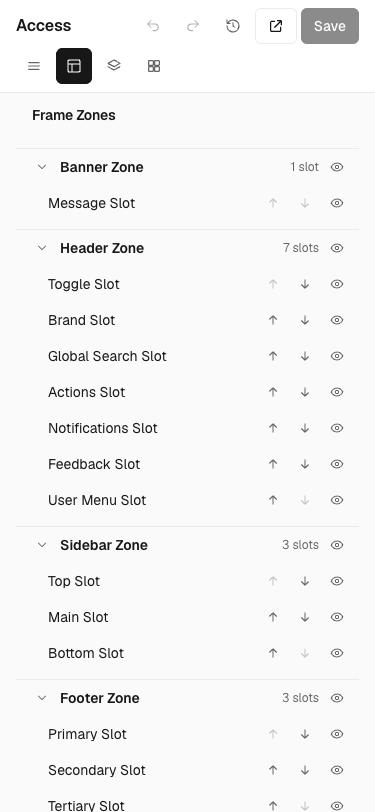 Access
Save
Frame Zones
Banner Zone 1 slot
Message Slot
Header Zone 7 slots
Toggle Slot
Brand Slot
Global Search Slot
Actions Slot
Notifications Slot
Feedback Slot
User Menu Slot
Sidebar Zone 3 slots
Top Slot
Main Slot
Bottom Slot
Footer Zone 3 slots
Primary Slot
Secondary Slot
Tertiary Slot